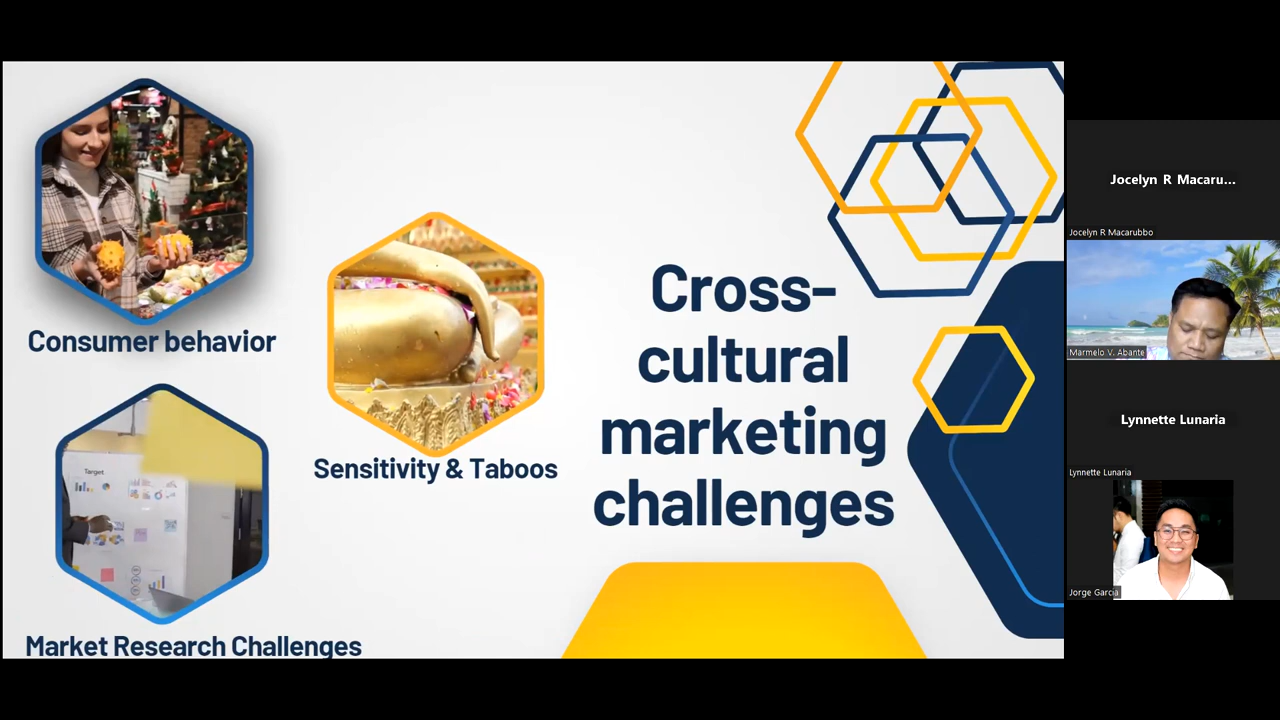 Consumer behavior
Target
Sensitivity & Taboos
Market Research Challenges
Cross-
cultural
marketing
challenges
Jocelyn R Macaru...
Jocelyn R Macarubbo
Marmelo V. Abante
Lynnette Lunaria
Lynnette Lunaria
Jorge Garcia